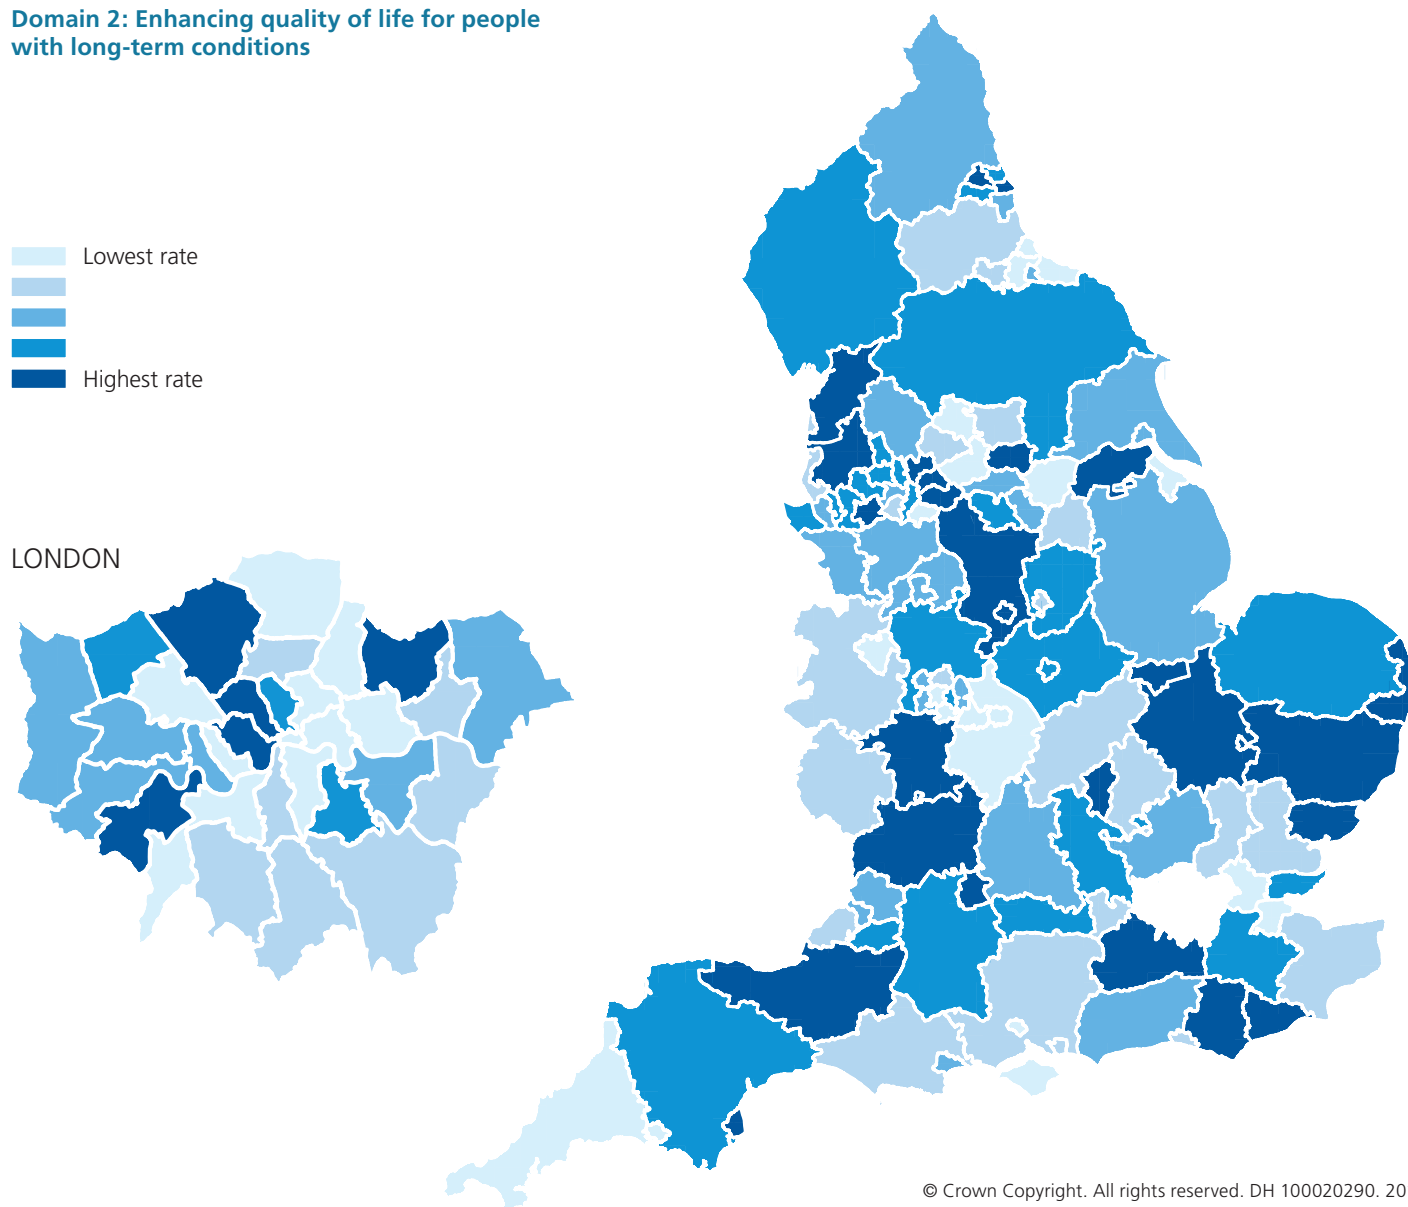 Domain 2: Enhancing quality of life for people
with long-term conditions
Lowest rate
Highest rate
LONDON
© Crown Copyright. All rights reserved. DH 100020290. 20